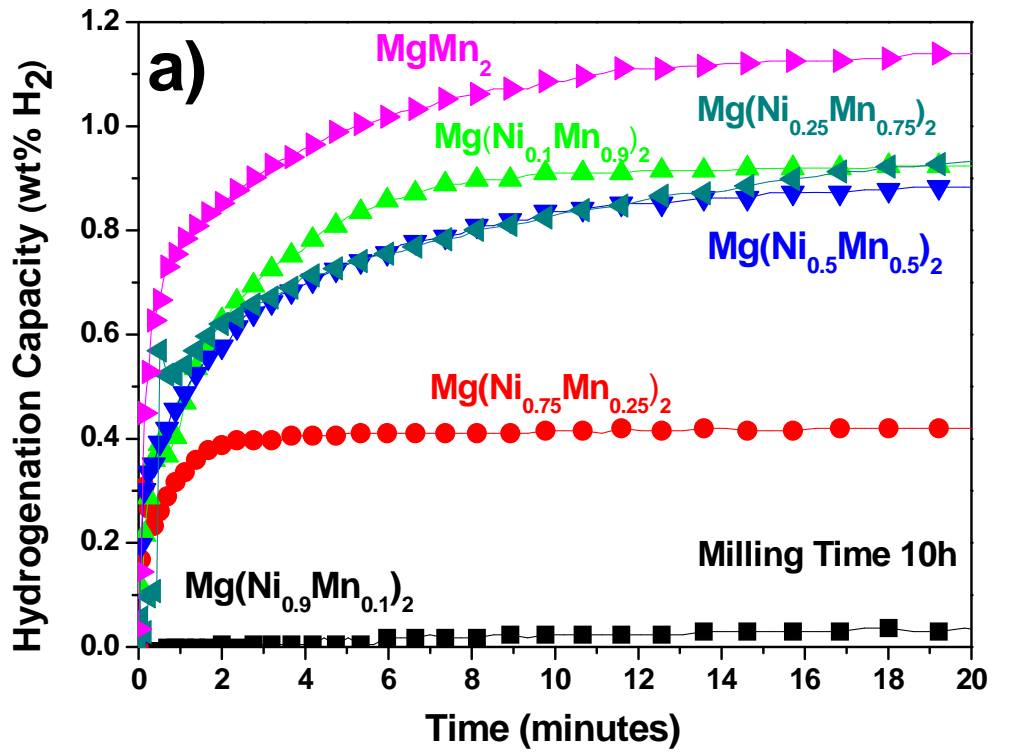 a)
MgMn2
Mg(Ni0.25Mn0.75)2
Mg(Ni0.1Mn0.9)2
Mg(Ni0.5Mn0.5)2
Mg(Ni0.75Mn0.25)2
Milling Time 10h
Mg(Ni0.9Mn0.1)2
Hydrogenation Capacity (wt% H2)
1.2
1.0
0.8
0.6
0.4
0.2
0.0
0 2 4 6 8 10 12 14 16 18 20
Time (minutes)